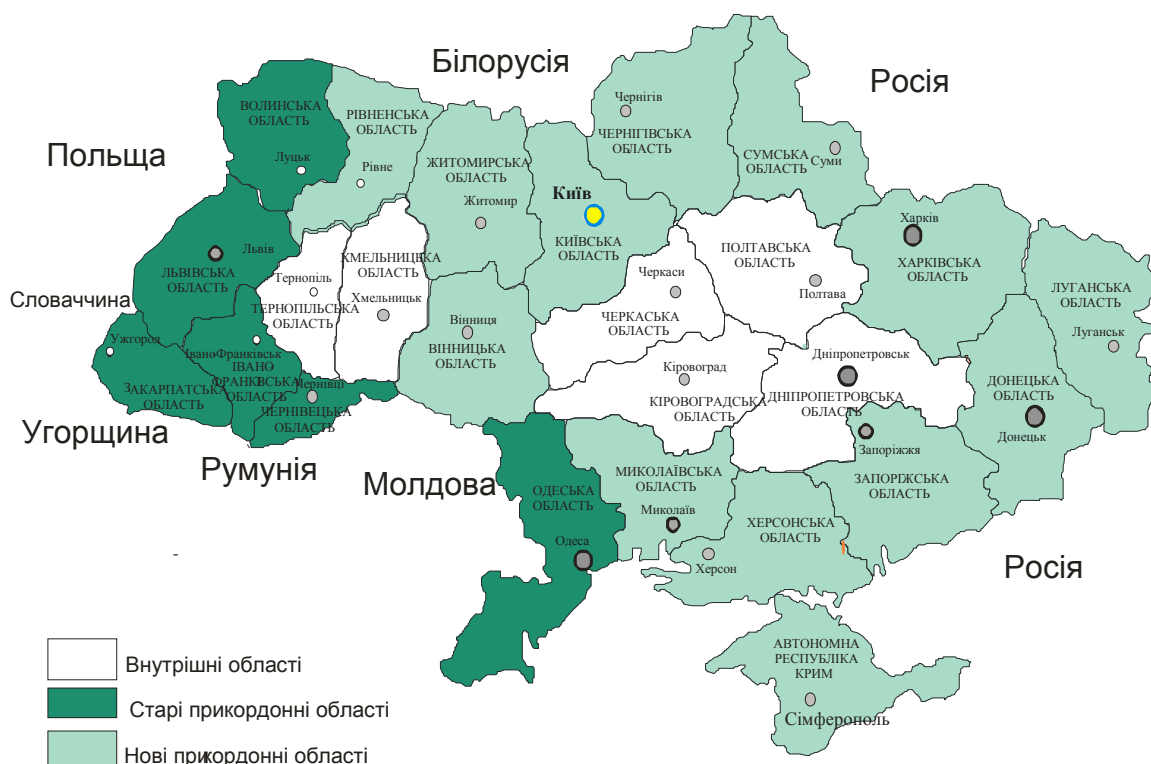 Білорусія
Росія
Польща
Словаччина
Угорщина
Румунія
Молдова
Росія
ВОЛИНСЬКА
ОБЛАСТЬ
Луцьк
РІВНЕНСЬКА
ОБЛАСТЬ
Рівне
ЖИТОМИРСЬКА
ОБЛАСТЬ
Житомир
Київ
КИЇВСЬКА
ОБЛАСТЬ
Чернігів
ЧЕРНІГІВСЬКА
ОБЛАСТЬ
СУМСЬКА
ОБЛАСТЬ
Суми
Львів
ЛЬВІВСЬКА
ОБЛАСТЬ
Тернопіль
ТЕРНОПІЛЬСЬКА
ОБЛАСТЬ
ХМЕЛЬНИЦЬКА
ОБЛАСТЬ
Хмельницьк
Вінниця
ВІННИЦЬКА
ОБЛАСТЬ
Черкаси
ЧЕРКАСЬКА
ОБЛАСТЬ
ПОЛТАВСЬКА
ОБЛАСТЬ
Полтава
Харків
ХАРКІВСЬКА
ОБЛАСТЬ
ЛУГАНСЬКА
ОБЛАСТЬ
Луганськ
Ужгород
ЗАКАРПАТСЬКА
ОБЛАСТЬ
Івано-Франківськ
ІВАНО
ФРАНКІВСЬКА
ОБЛАСТЬ
Чернівці
ЧЕРНІВЕЦЬКА
ОБЛАСТЬ
Кіровоград
КІРОВОГРАДСЬКА
ОБЛАСТЬ
Дніпропетровськ
ДНІПРОПЕТРОВСЬКА
ОБЛАСТЬ
ДОНЕЦЬКА
ОБЛАСТЬ
Донецьк
Запоріжжя
ЗАПОРІЖСЬКА
ОБЛАСТЬ
ОДЕСЬКА
ОБЛАСТЬ
Одеса
МИКОЛАЇВСЬКА
ОБЛАСТЬ
Миколаїв
ХЕРСОНСЬКА
ОБЛАСТЬ
Херсон
АВТОНОМНА
РЕСПУБЛІКА
КРИМ
Сімферополь
Внутрішні області
Старі прикордонні області
Нові прикордонні області